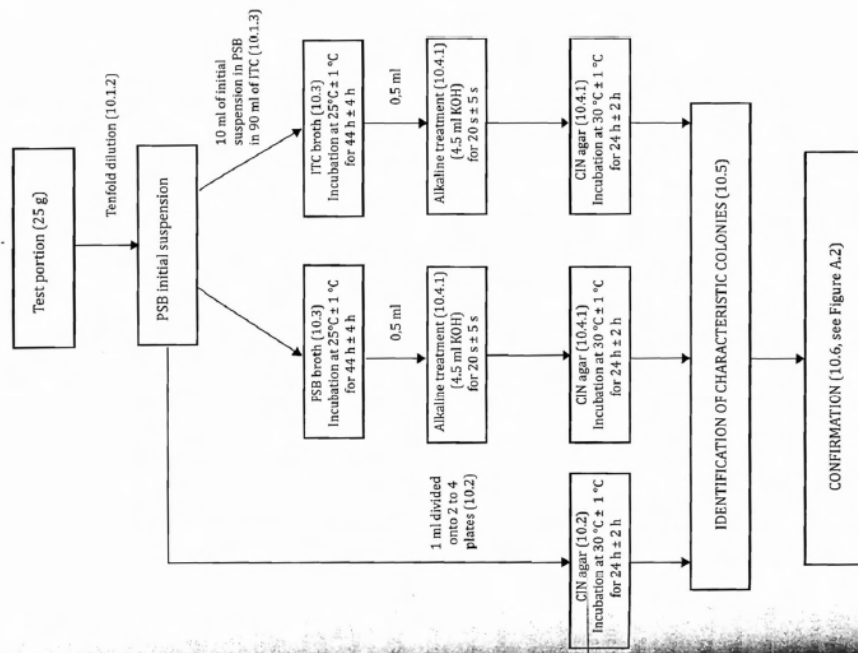 Test portion (25 g)
Tenfold dilution (10.1.2)
PSB initial suspension
10 ml of initial
suspension in PSB
in 90 ml of ITC (10.1.3)
PSB broth (10.3)
Incubation at 25°C ± 1 °C
for 44 h ± 4 h
ITC broth (10.3)
Incubation at 25°C ± 1 °C
for 44 h ± 4 h
0,5 ml
0,5 ml
1 ml divided
onto 2 to 4
plates (10.2)
Alkaline treatment (10.4.1)
(4.5 ml KOH)
for 20 s ± 5 s
Alkaline treatment (10.4.1)
(4.5 ml KOH)
for 20 s ± 5 s
CIN agar (10.2)
Incubation at 30 °C ± 1 °C
for 24 h ± 2 h
CIN agar (10.4.1)
Incubation at 30 °C ± 1 °C
for 24 h ± 2 h
CIN agar (10.4.1)
Incubation at 30 °C ± 1 °C
for 24 h ± 2 h
IDENTIFICATION OF CHARACTERISTIC COLONIES (10.5)
CONFIRMATION (10.6, see Figure A.2)